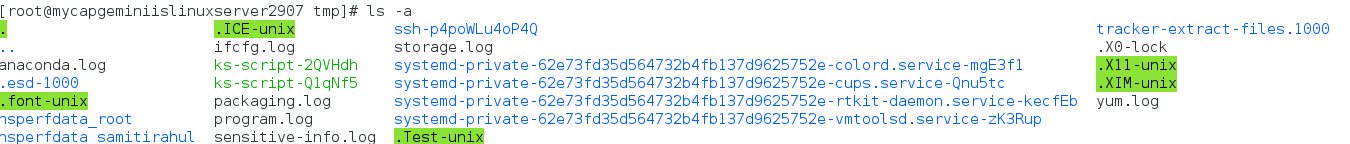 [root@mycapgeminiislinuxserver2907 tmp]# ls -a
. .ICE-unix ssh-p4poWLu4oP4Q tracker-extract-files.1000
.. ifcfg.log storage.log .X0-lock
anaconda.log ks-script-2QVHdh systemd-private-62e73fd35d564732b4fb137d9625752e-colord.service-mgE3f1 .X11-unix
.esd-1000 ks-script-Q1qNf5 systemd-private-62e73fd35d564732b4fb137d9625752e-cups.service-Qnu5tc .XIM-unix
.font-unix packaging.log systemd-private-62e73fd35d564732b4fb137d9625752e-rtkit-daemon.service-kecfEb yum.log
hsperfdata_root program.log systemd-private-62e73fd35d564732b4fb137d9625752e-vmtoolsd.service-zK3Rup
hsperfdata_samitirahul sensitive-info.log .Test-unix